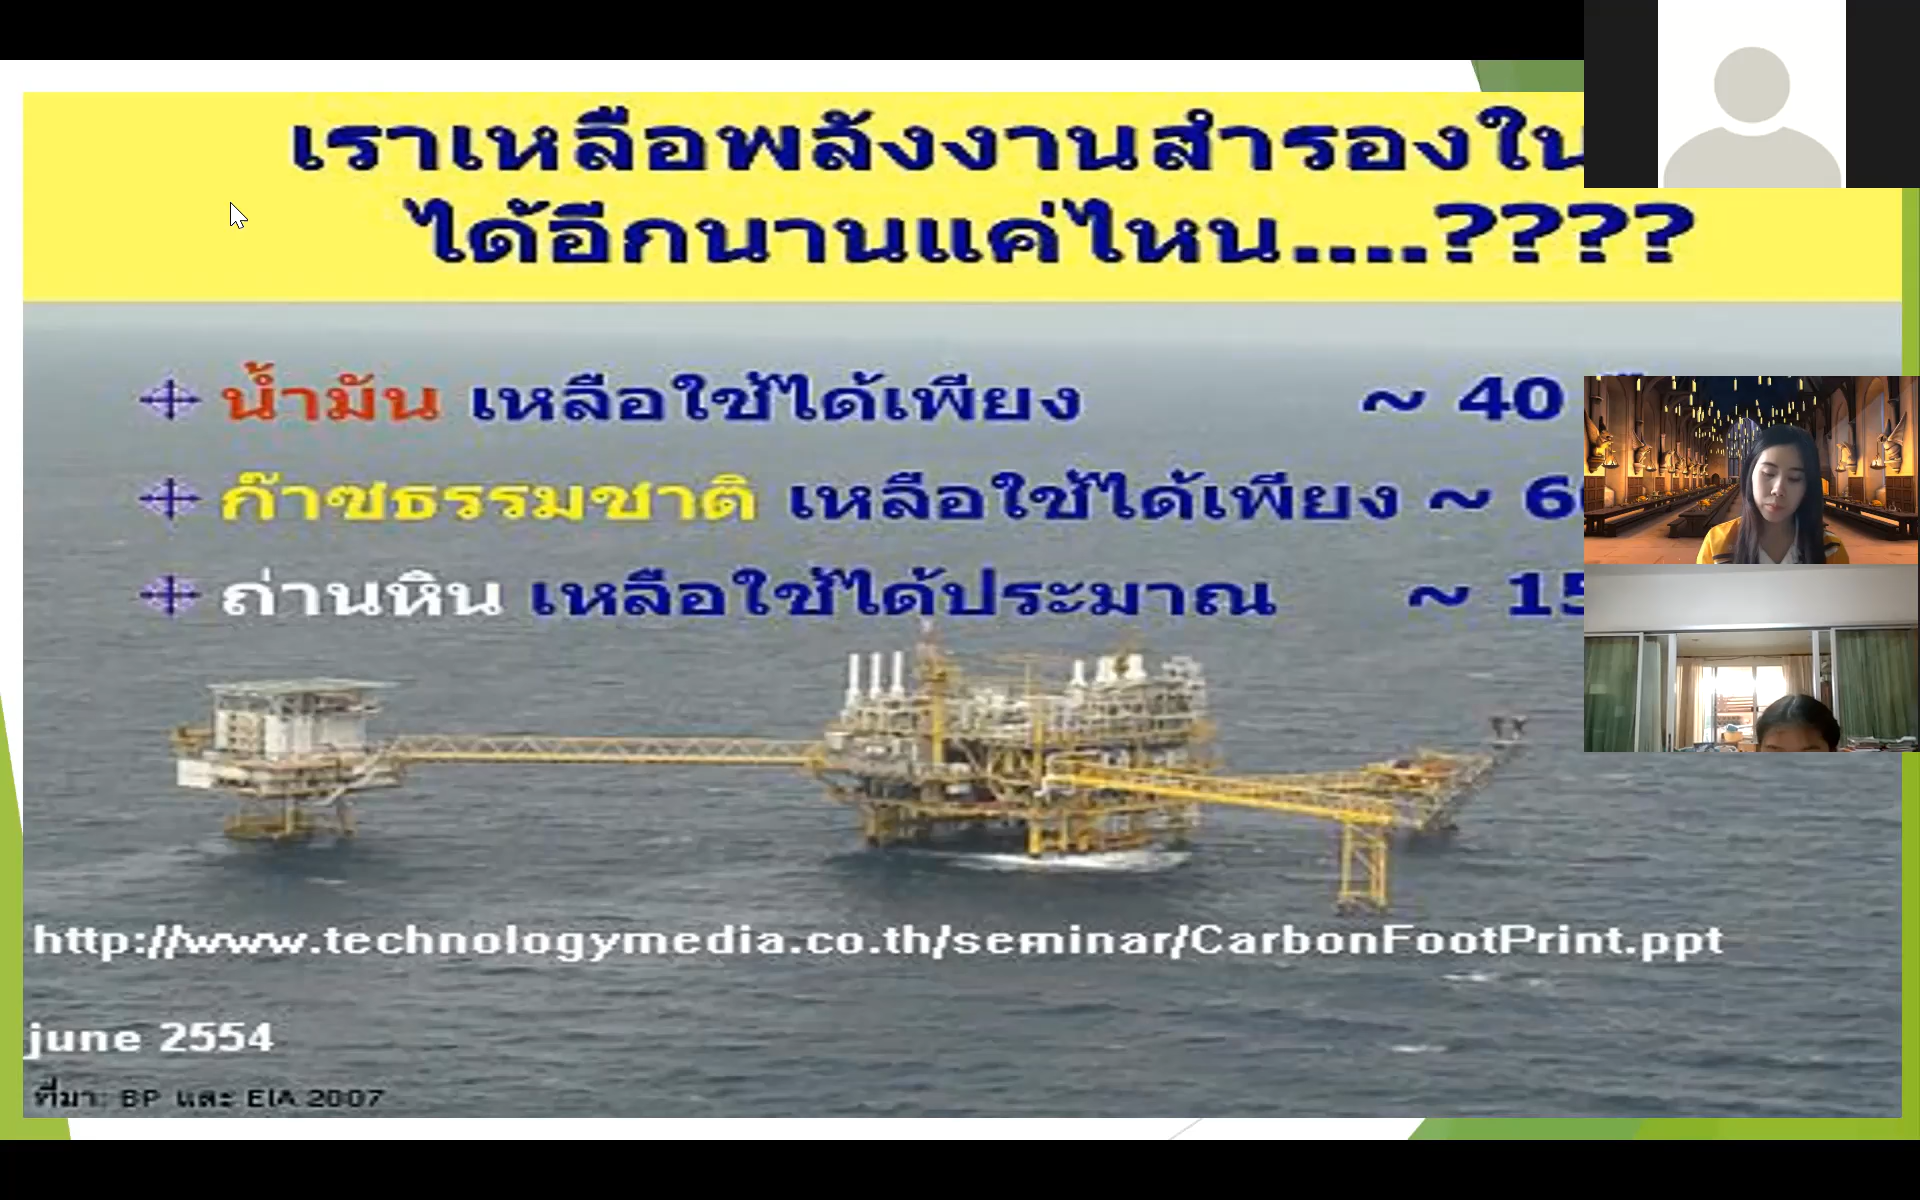 เราเหลือพลังงานสำรองใน
ได้อีกนานแค่ไหน....????
น้ำมัน เหลือใช้ได้เพียง ~ 40
ก๊าซธรรมชาติ เหลือใช้ได้เพียง ~
ถ่านหิน เหลือใช้ได้ประมาณ ~
http://www.technologymedia.co.th/seminar/CarbonFootPrint.ppt
june 2554
ที่มา: BP และ EIA 2007